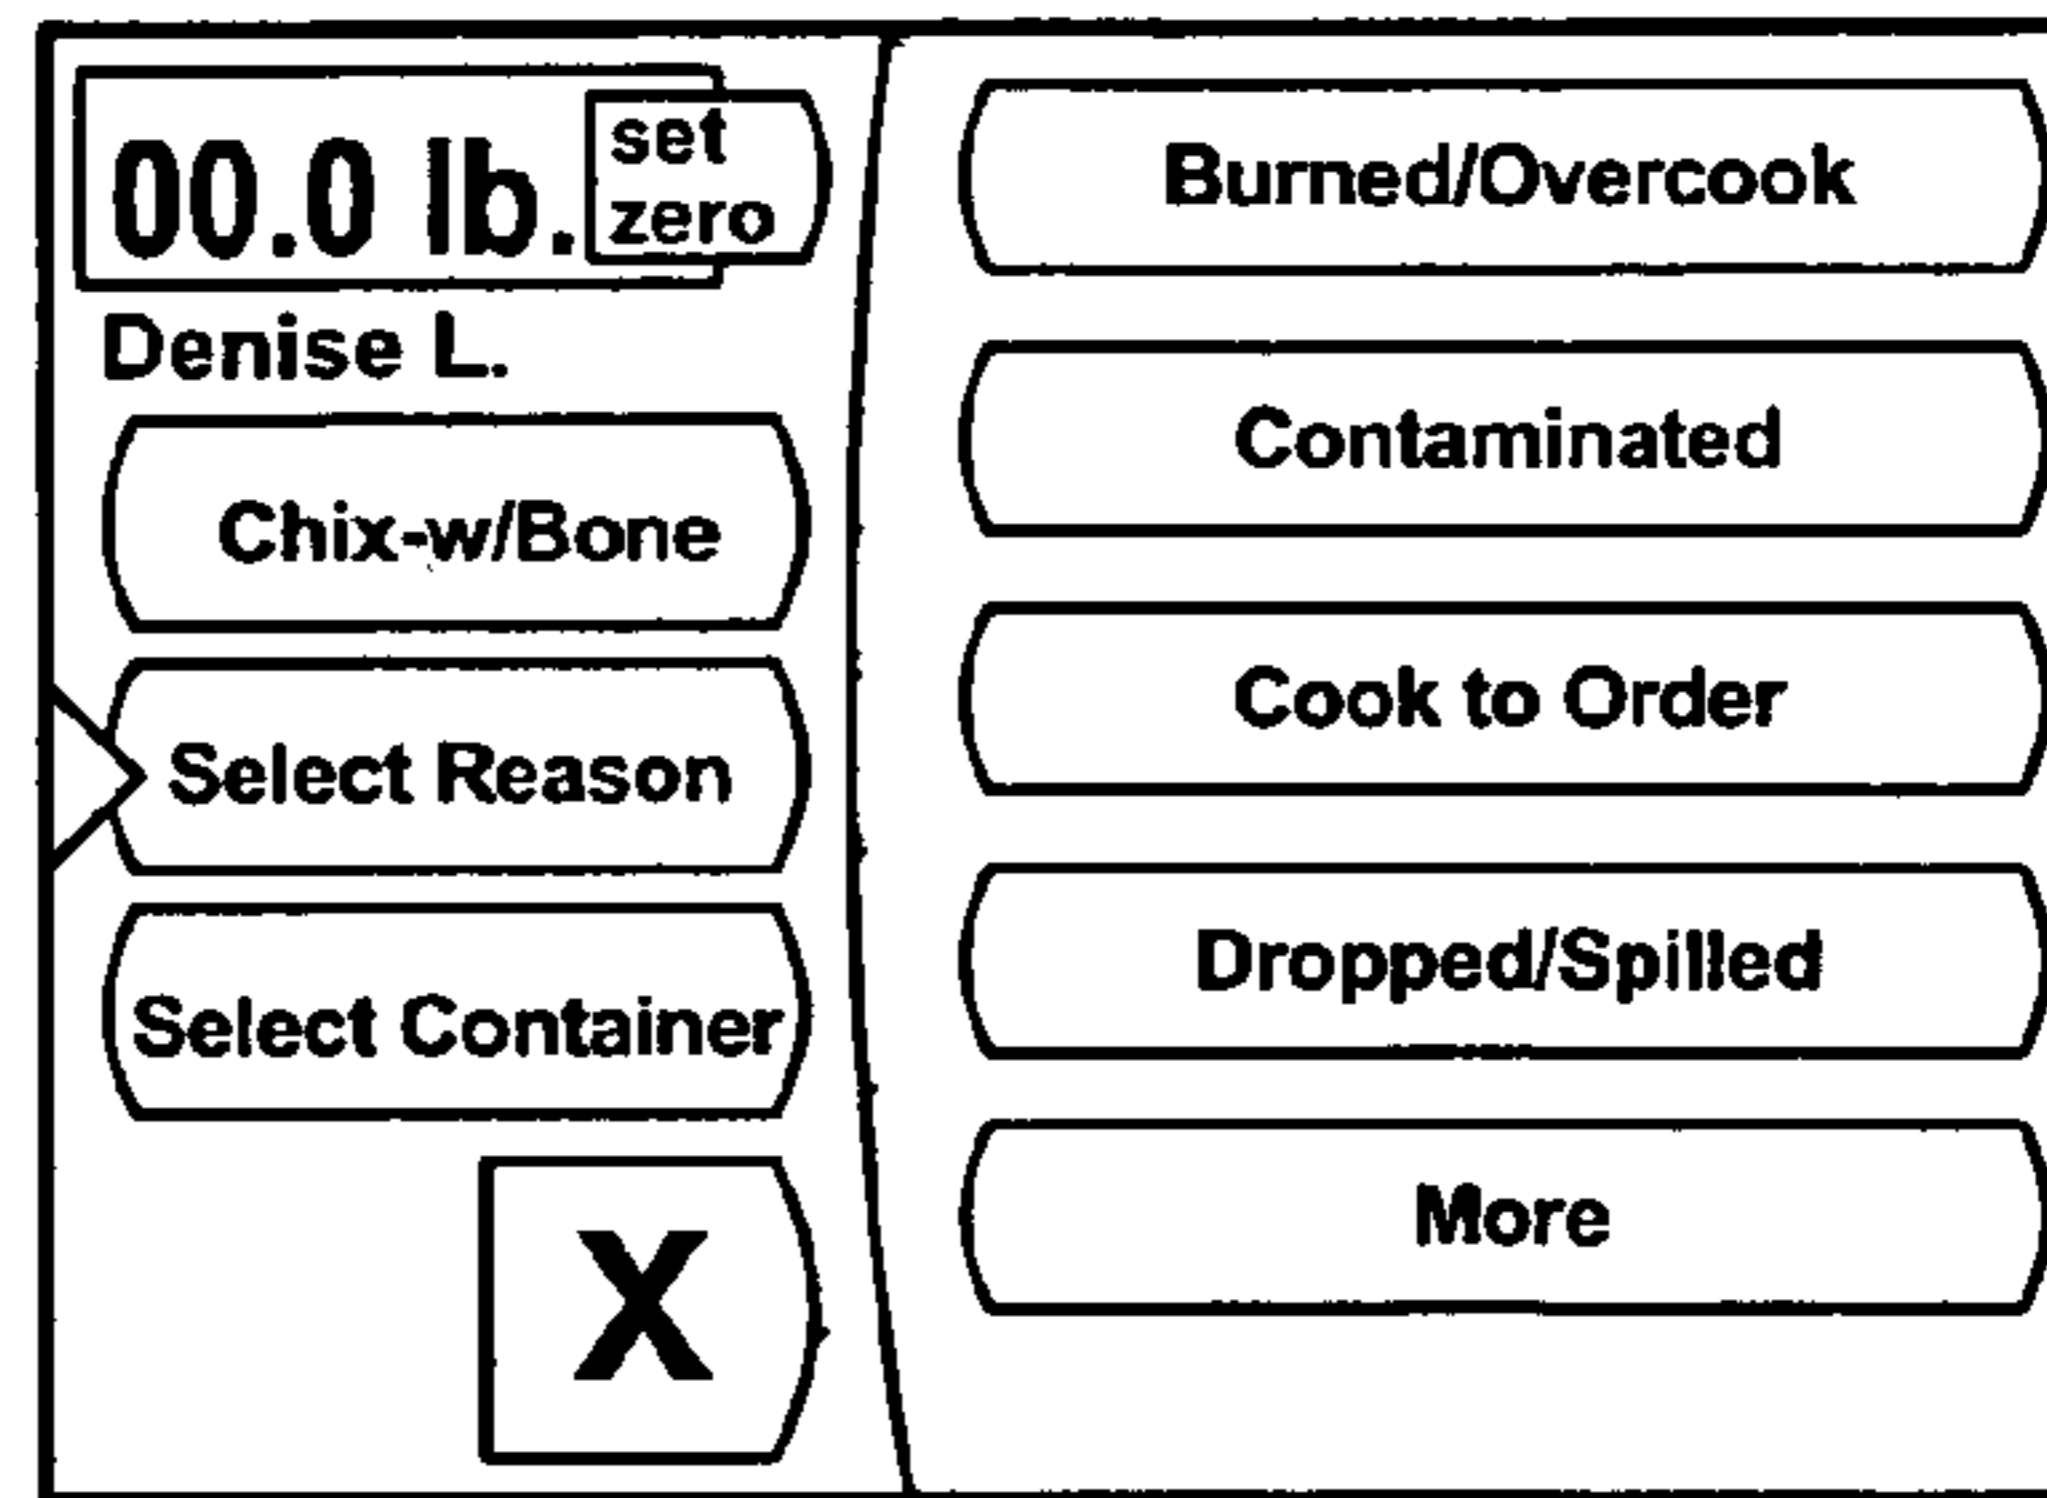 00.0 lb.
set
zero
Denise L.
Chix-w/Bone
Select Reason
Select Container
X
Burned/Overcook
Contaminated
Cook to Order
Dropped/Spilled
More